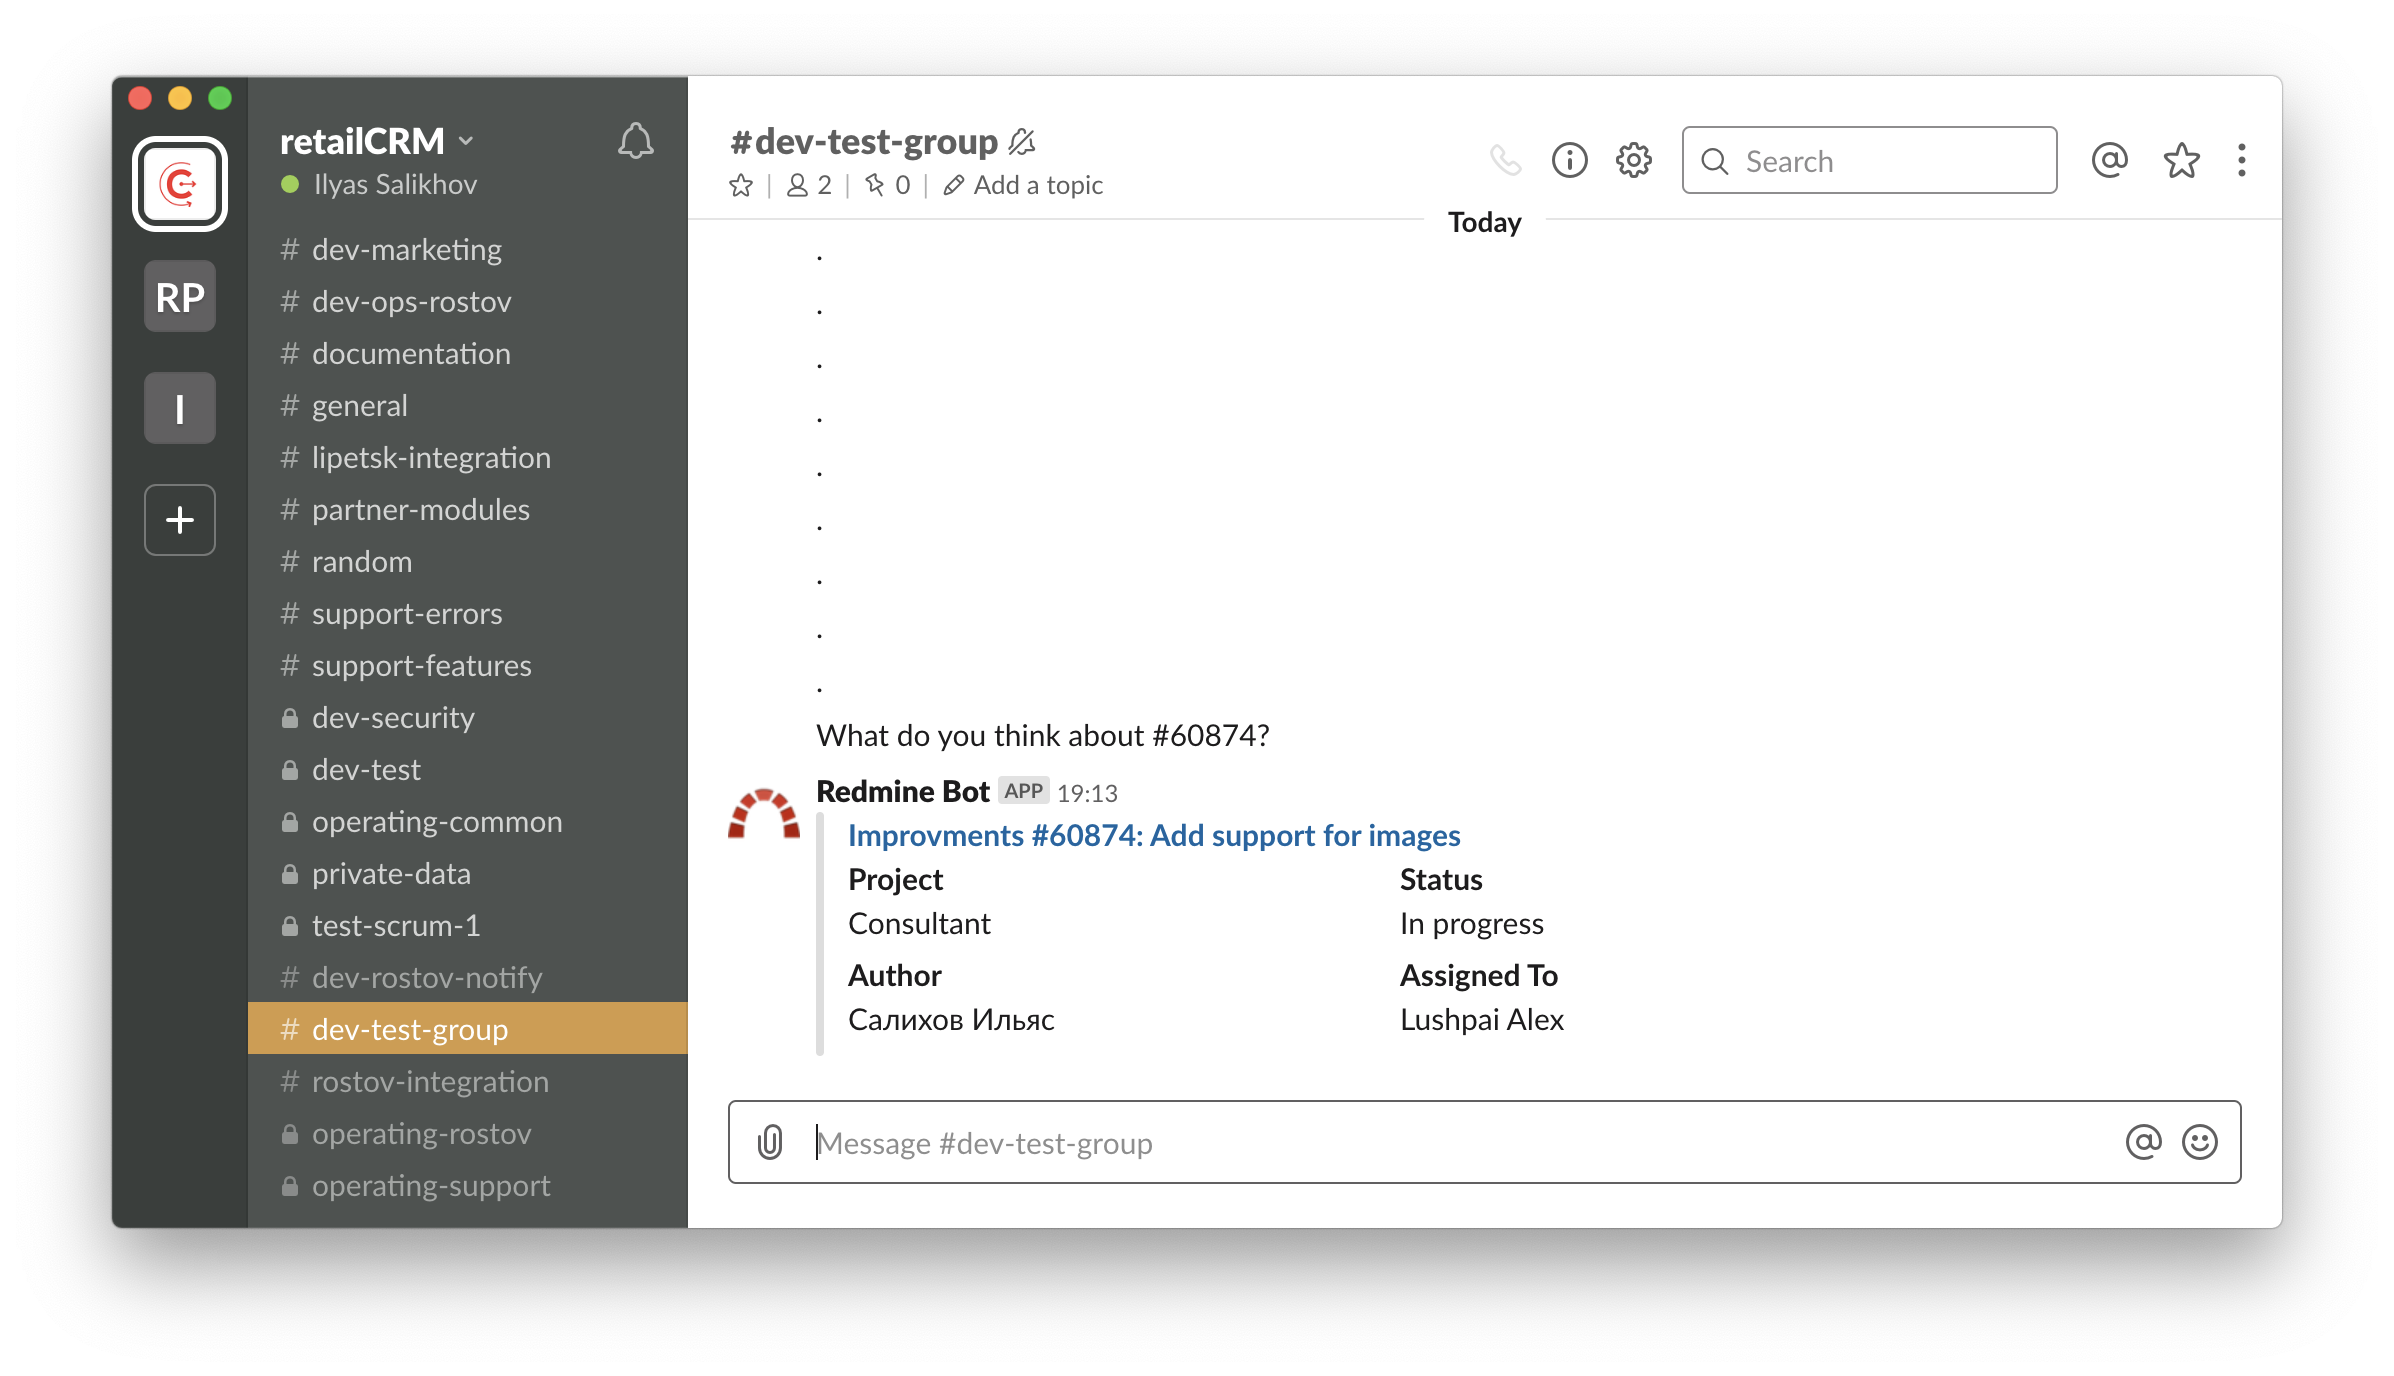 retailCRM
Ilyas Salikhov
RP
I
+
# dev-marketing
# dev-ops-rostov
# documentation
# general
# lipetsk-integration
# partner-modules
# random
# support-errors
# support-features
dev-security
dev-test
operating-common
private-data
test-scrum-1
# dev-rostov-notify
# dev-test-group
# rostov-integration
operating-rostov
operating-support
#dev-test-group
2 | 0 | Add a topic
Search
Today
.
.
.
.
.
.
.
.
.
What do you think about #60874?
Redmine Bot APP 19:13
Improvments #60874: Add support for images
Project Status
Consultant In progress
Author Assigned To
Салихов Ильяс Lushpai Alex
Message #dev-test-group